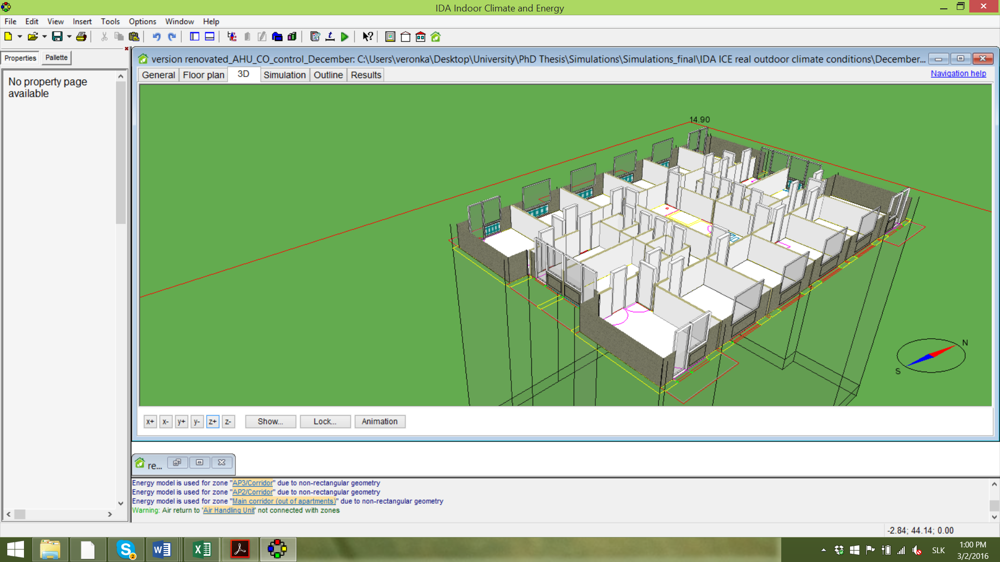 IDA Indoor Climate and Energy
File Edit View Insert Tools Options Window Help
Properties Pallette
No property page
available
version renovated_AHU_CO_control_December: C:\Users\veronka\Desktop\University\PhD Thesis\Simulations\Simulations_final\IDA ICE real outdoor climate conditions\December...
General Floor plan 3D Simulation Outline Results
Navigation help
14.90
N
S
x+ x- y+ y- z+ z- Show... Lock... Animation
re...
Energy model is used for zone "AP3/Corridor" due to non-rectangular geometry
Energy model is used for zone "AP2/Corridor" due to non-rectangular geometry
Energy model is used for zone "Main corridor (out of apartments)" due to non-rectangular geometry
Warning: Air return to 'Air Handling Unit' not connected with zones
-2.84; 44.14; 0.00
2
SLK
1:00 PM
3/2/2016